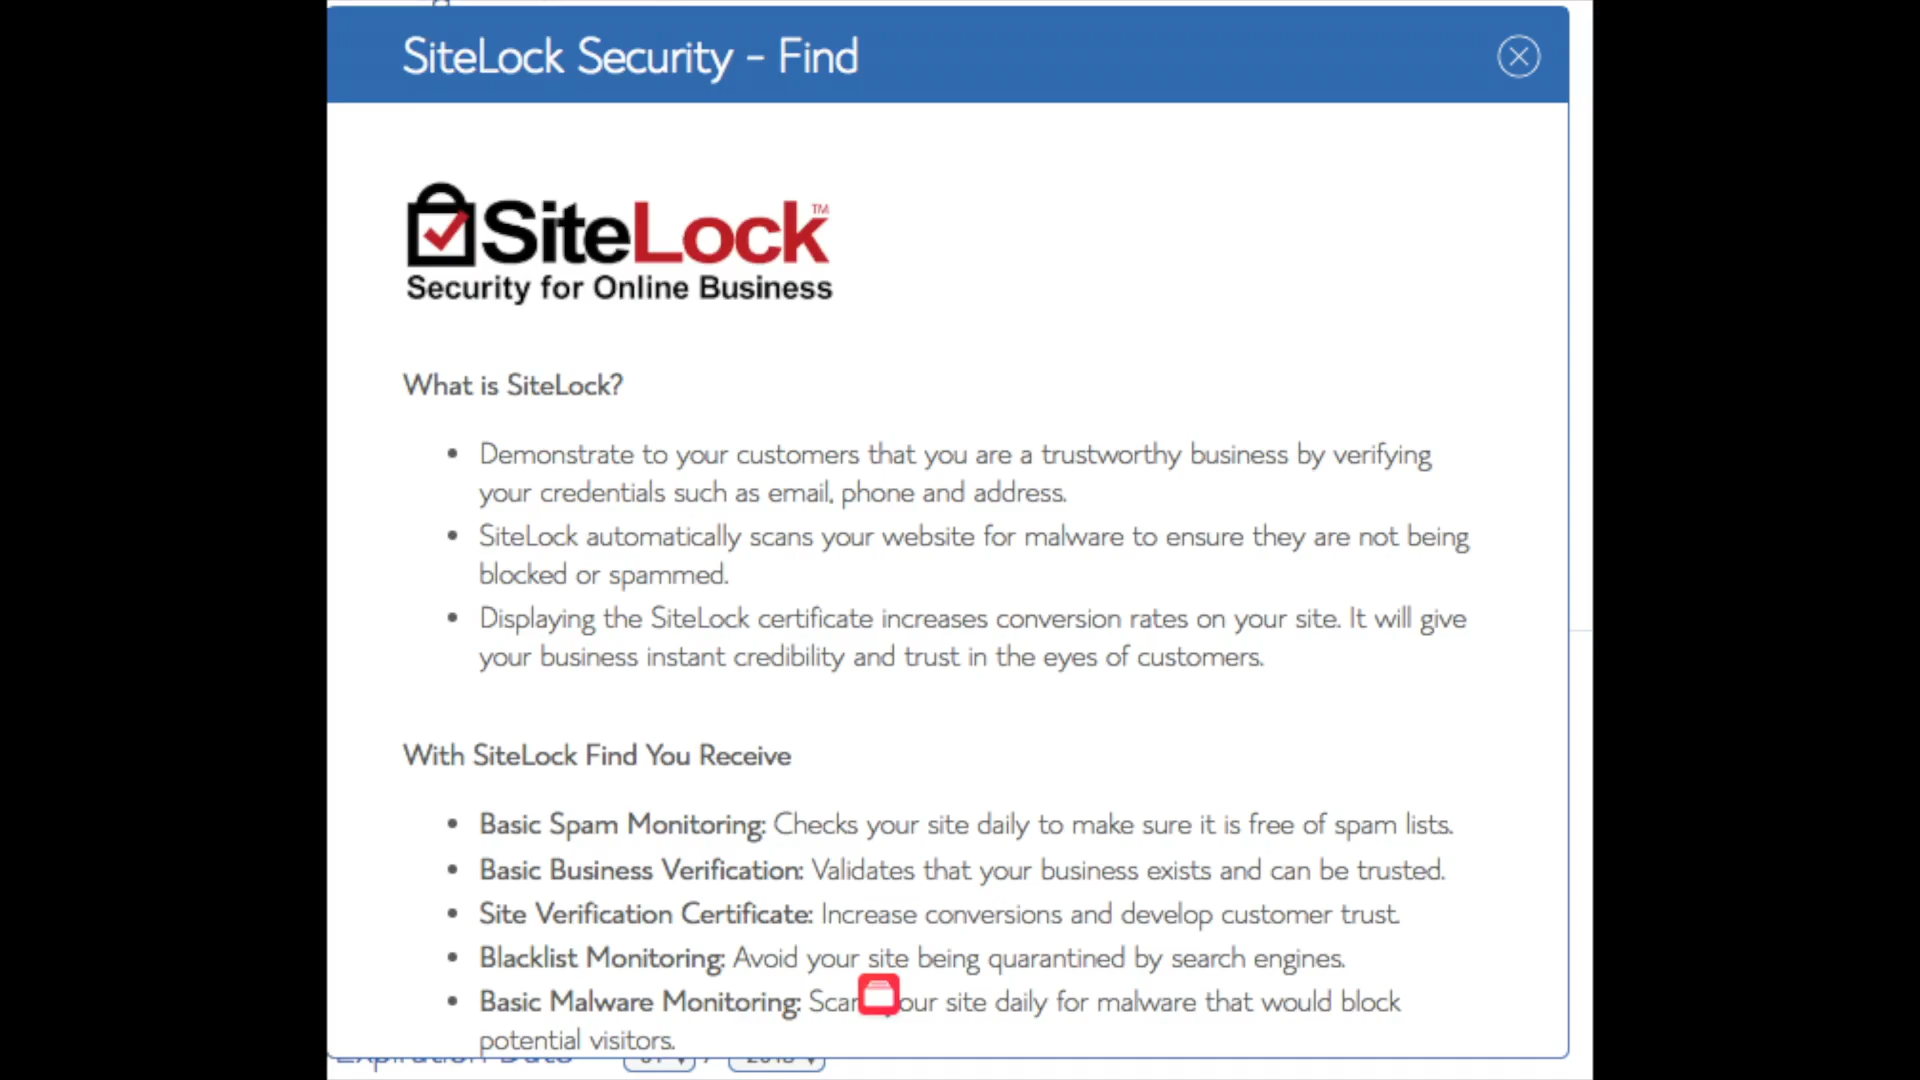 SiteLock Security - Find
SiteLock™
Security for Online Business
What is SiteLock?
• Demonstrate to your customers that you are a trustworthy business by verifying
your credentials such as email, phone and address.
• SiteLock automatically scans your website for malware to ensure they are not being
blocked or spammed.
• Displaying the SiteLock certificate increases conversion rates on your site. It will give
your business instant credibility and trust in the eyes of customers.
With SiteLock Find You Receive
• Basic Spam Monitoring: Checks your site daily to make sure it is free of spam lists.
• Basic Business Verification: Validates that your business exists and can be trusted.
• Site Verification Certificate: Increase conversions and develop customer trust.
• Blacklist Monitoring: Avoid your site being quarantined by search engines.
• Basic Malware Monitoring: Scan your site daily for malware that would block
potential visitors.
Expiration Date